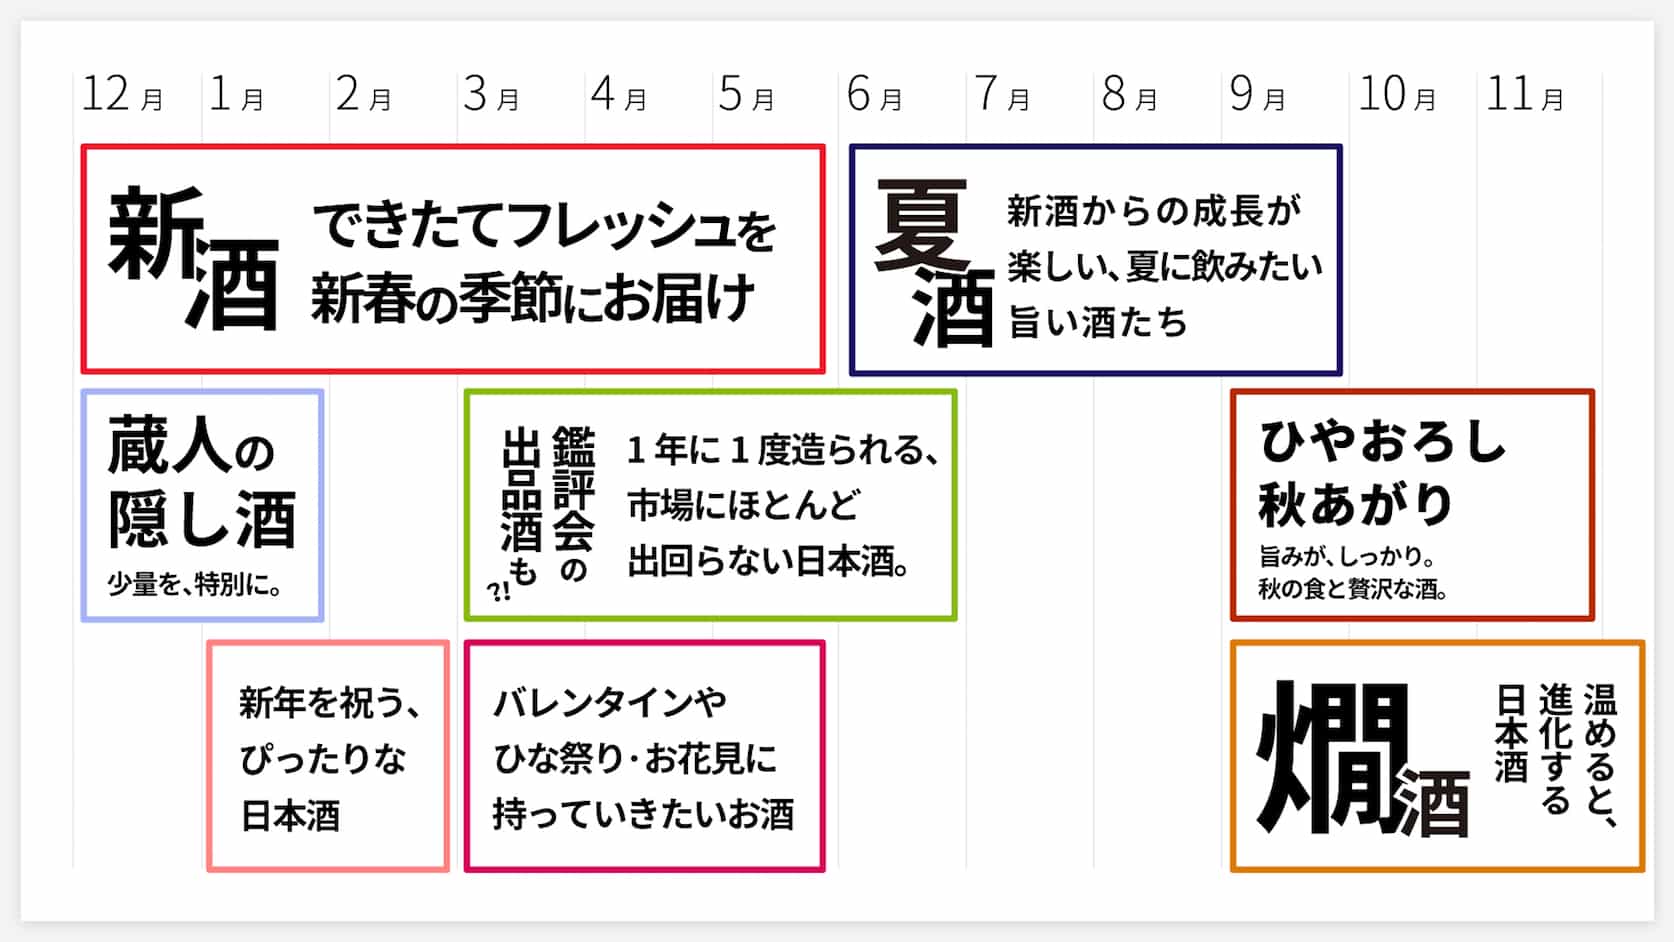 12月 1月 2月 3月 4月 5月 6月 7月 8月 9月 10月 11月
新酒
できたてフレッシュを
新春の季節にお届け
夏酒
新酒からの成長が
楽しい、夏に飲みたい
旨い酒たち
蔵人の
隠し酒
少量を、特別に。
鑑評会の
出品酒も?!
1年に1度造られる、
市場にほとんど
出回らない日本酒。
ひやおろし
秋あがり
旨みが、しっかり。
秋の食と贅沢な酒。
新年を祝う、
ぴったりな
日本酒
バレンタインや
ひな祭り・お花見に
持っていきたいお酒
燗酒
温めると、
進化する
日本酒